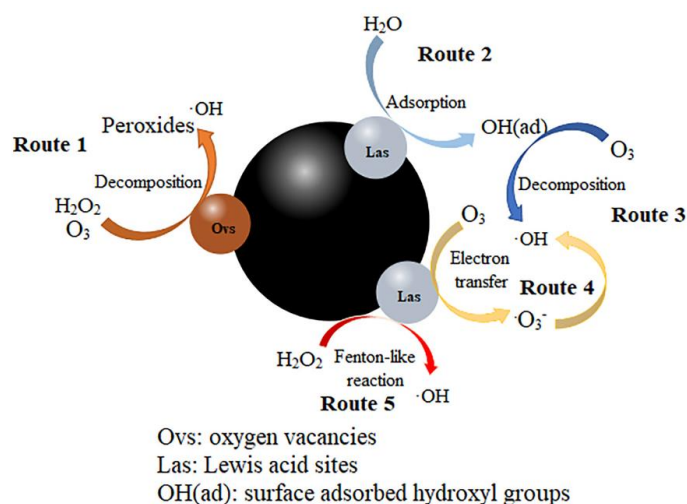 H₂O
Route 2
·OH
Adsorption
Peroxides
Route 1
Las
OH(ad)
O₃
Decomposition
Decomposition
H₂O₂
O₃
Ovs
O₃
Route 3
·OH
Electron
transfer
Route 4
Las
·O₃⁻
H₂O₂
Fenton-like
reaction
·OH
Route 5
Ovs: oxygen vacancies
Las: Lewis acid sites
OH(ad): surface adsorbed hydroxyl groups